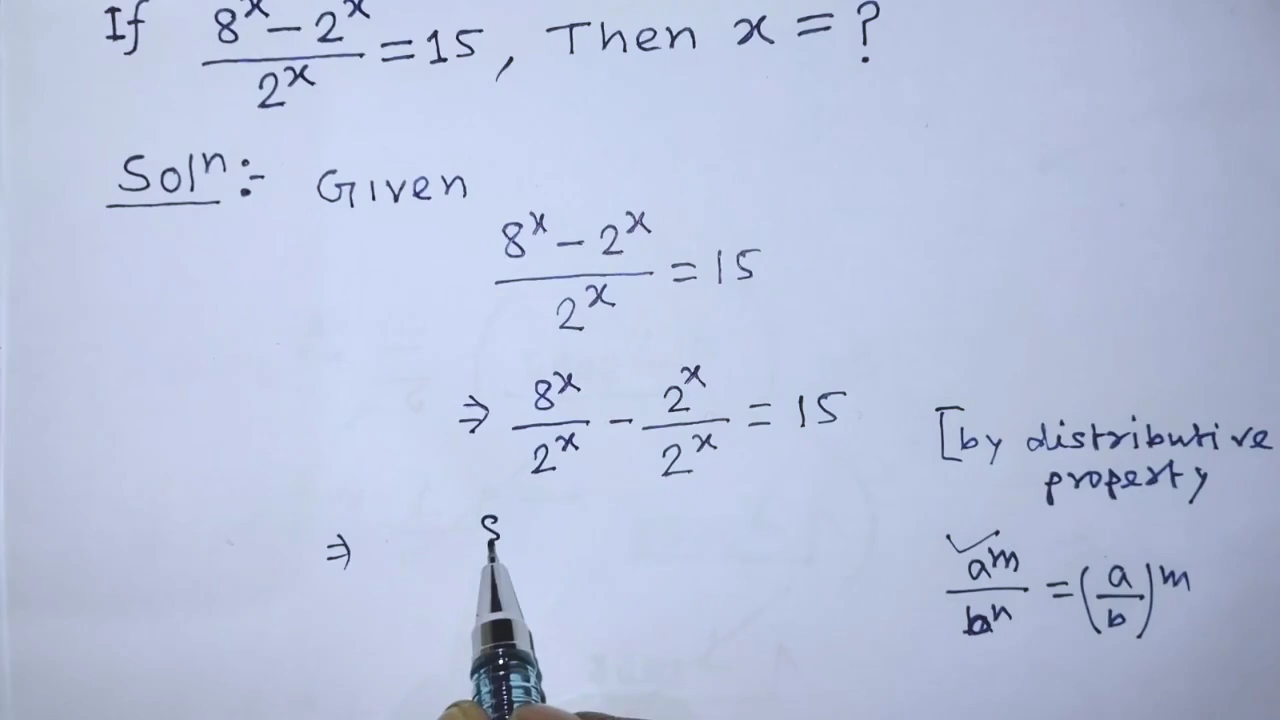 If (8^x − 2^x)/2^x = 15, Then x = ?
Solⁿ :- Given
(8^x − 2^x)/2^x = 15
⇒ 8^x/2^x − 2^x/2^x = 15 [by distributive
property
⇒ 8
✓ a^m/b^n = (a/b)^m